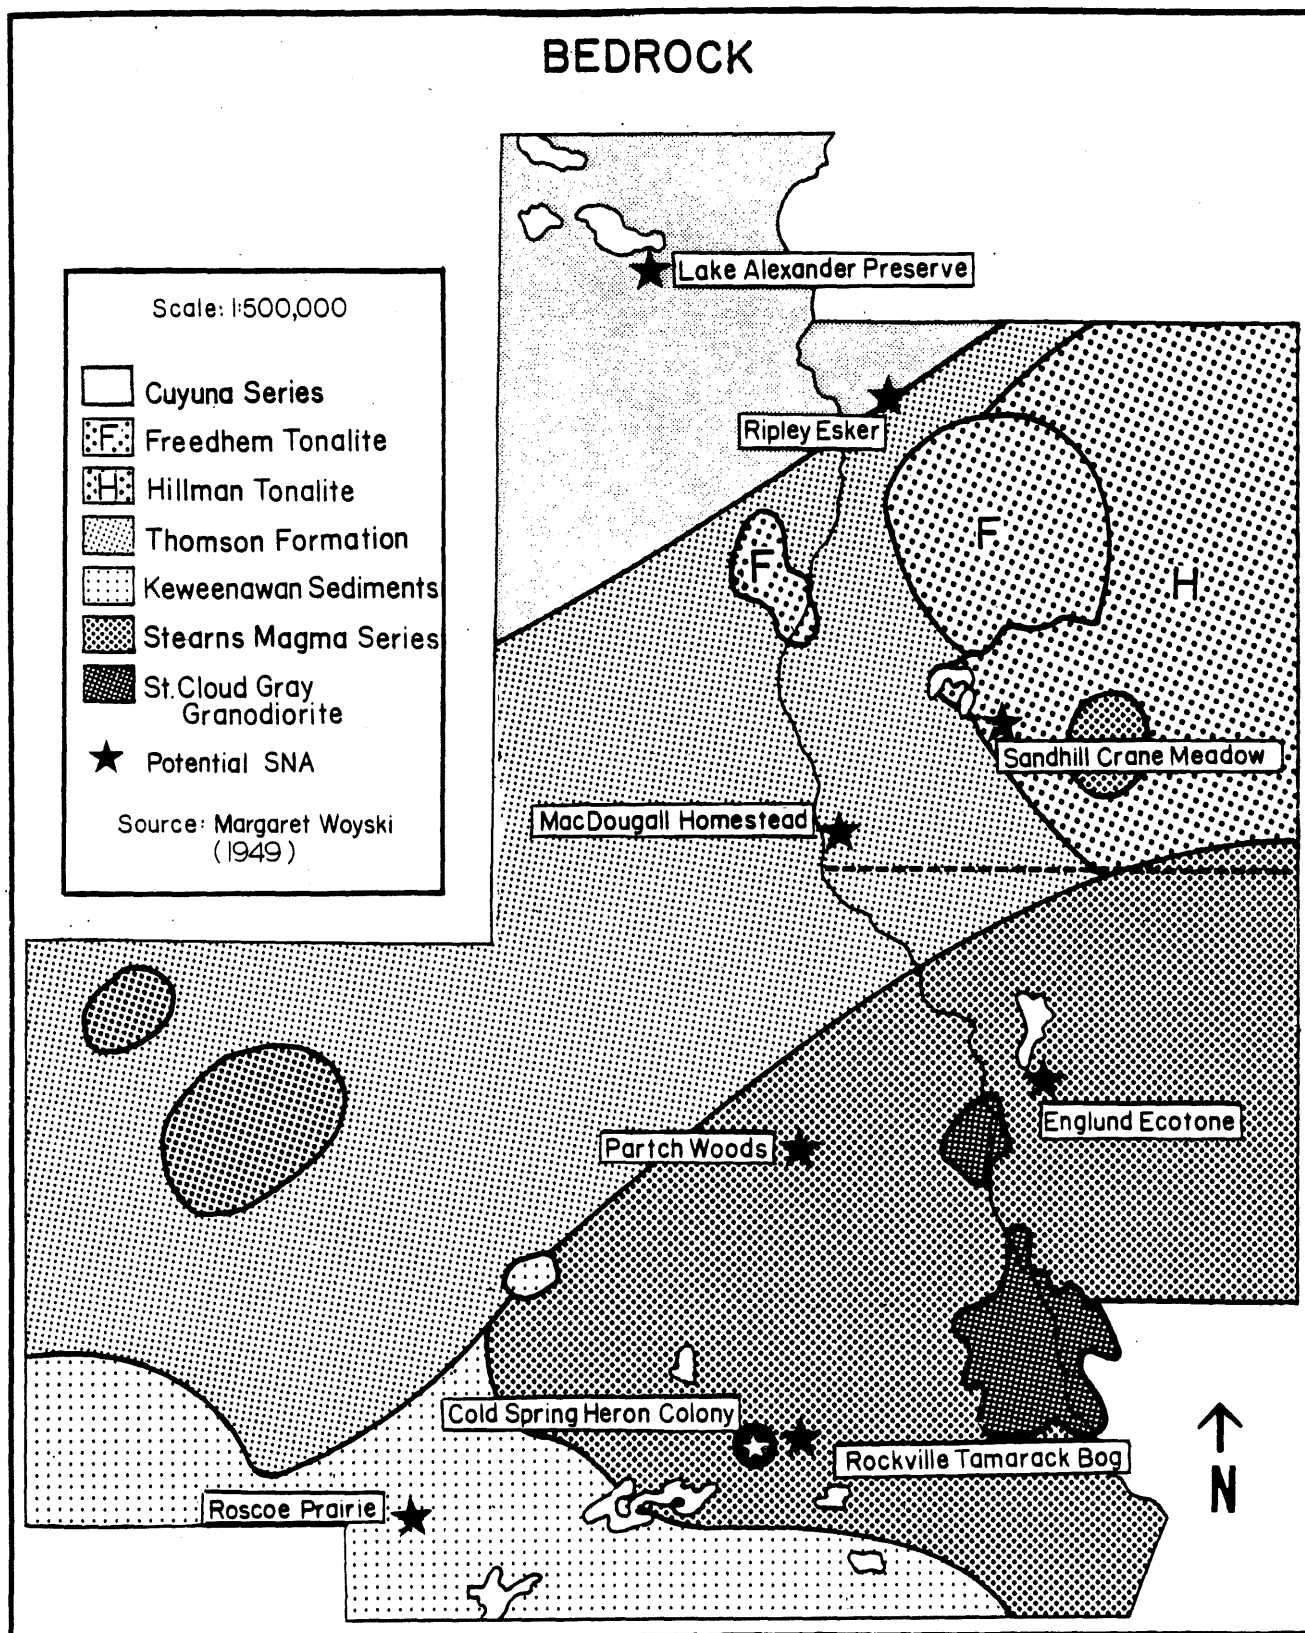 BEDROCK
Lake Alexander Preserve
Scale: 1:500,000
Cuyuna Series
F Freedhem Tonalite
H Hillman Tonalite
Thomson Formation
Keweenawan Sediments
Stearns Magma Series
St. Cloud Gray
Granodiorite
Potential SNA
Source: Margaret Woyski
(1949)
Ripley Esker
F
F
H
Sandhill Crane Meadow
MacDougall Homestead
Englund Ecotone
Partch Woods
Cold Spring Heron Colony
Rockville Tamarack Bog
Roscoe Prairie
N